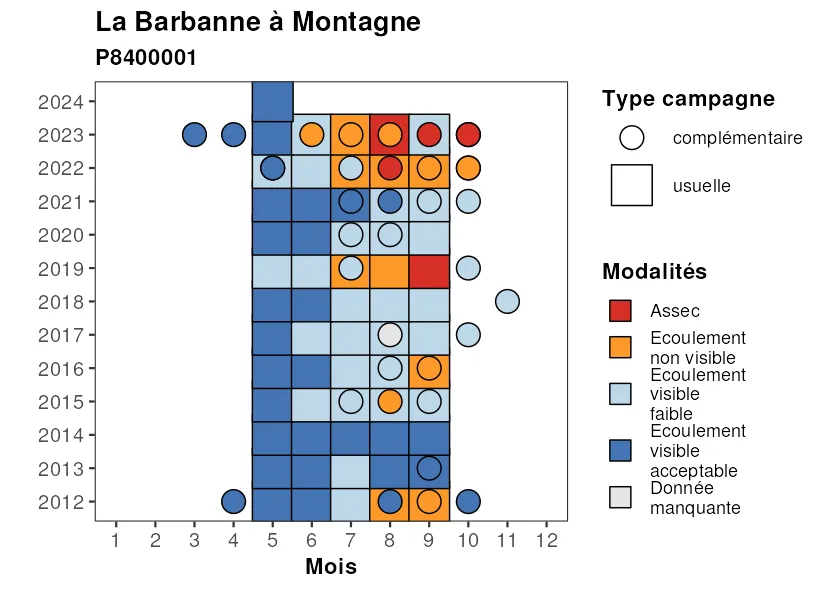 La Barbanne à Montagne
P8400001
2024
2023
2022
2021
2020
2019
2018
2017
2016
2015
2014
2013
2012
1 2 3 4 5 6 7 8 9 10 11 12
Mois
Type campagne
complémentaire
usuelle
Modalités
Assec
Ecoulement
non visible
Ecoulement
visible
faible
Ecoulement
visible
acceptable
Donnée
manquante